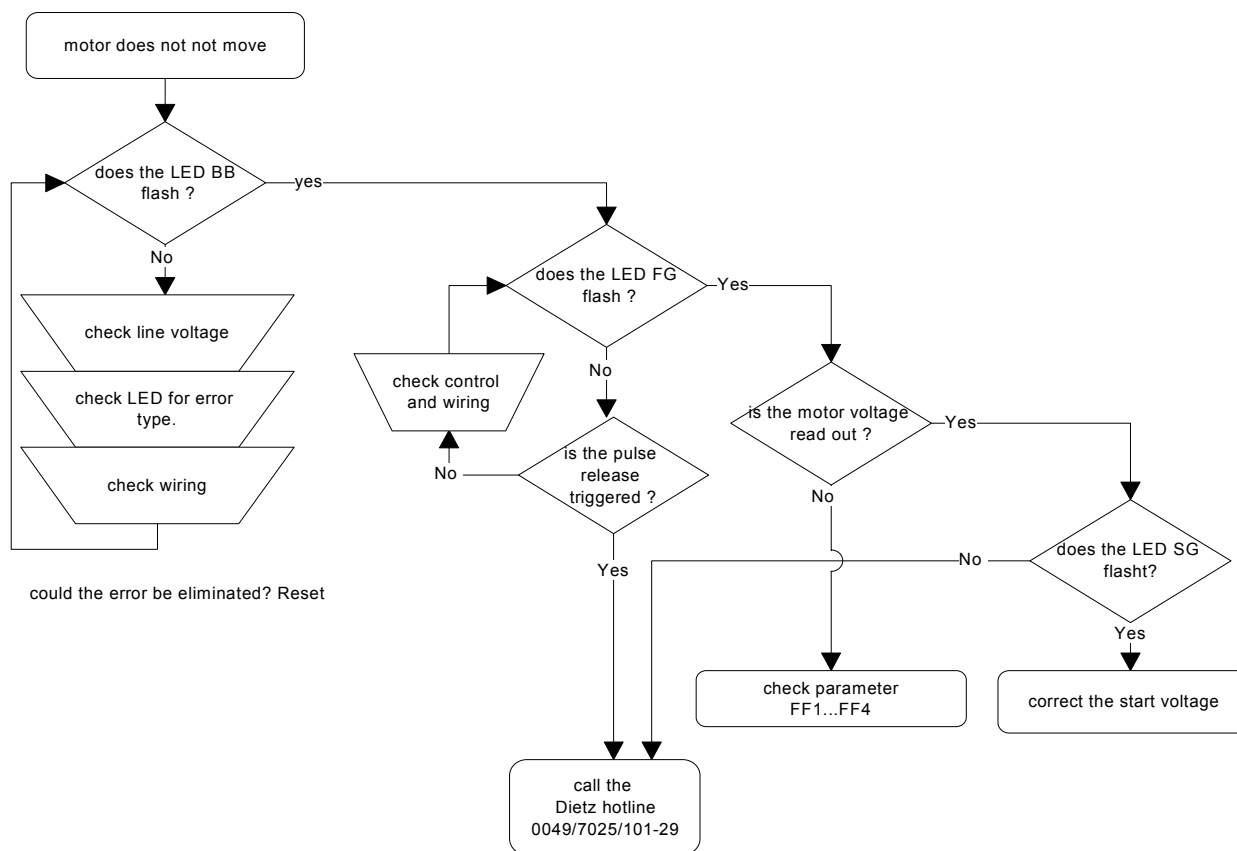 motor does not not move
does the LED BB
flash ?
yes
No
check line voltage
check LED for error
type.
check wiring
could the error be eliminated? Reset
does the LED FG
flash ?
Yes
No
check control
and wiring
is the pulse
release
triggered ?
No
Yes
is the motor voltage
read out ?
Yes
No
does the LED SG
flasht?
No
Yes
check parameter
FF1...FF4
correct the start voltage
call the
Dietz hotline
0049/7025/101-29